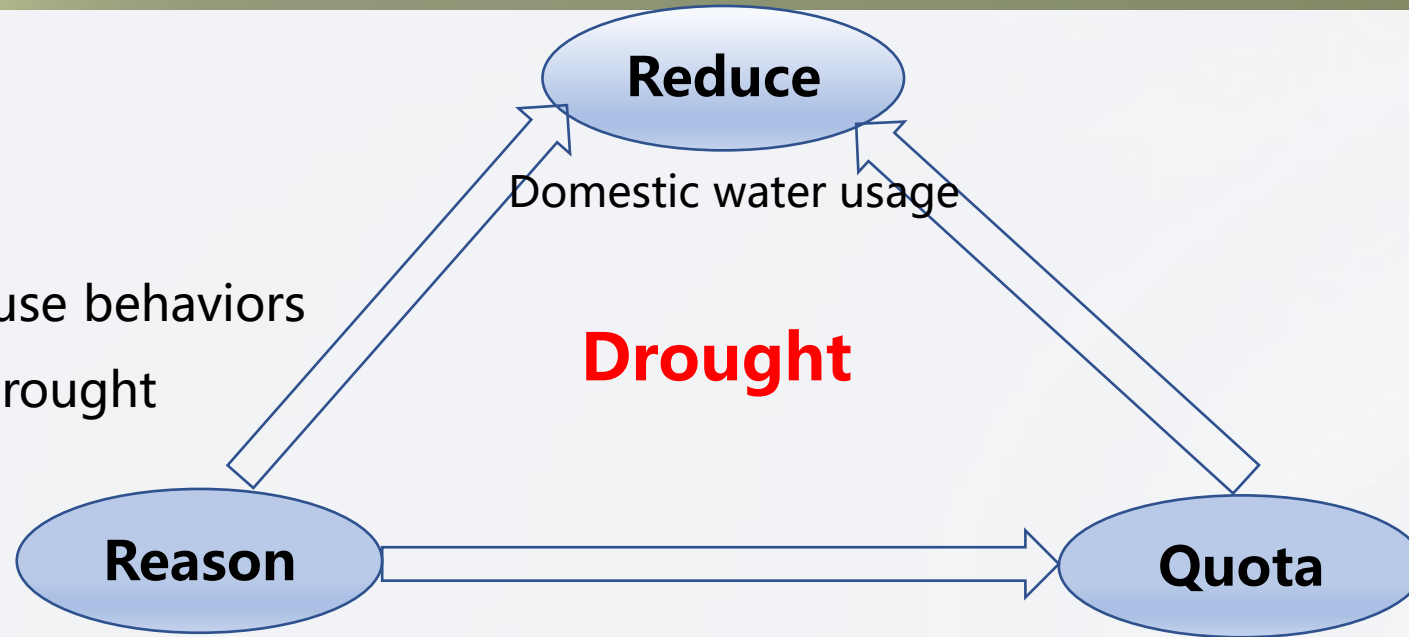 Reduce
Domestic water usage
use behaviors
Drought
rought
Reason
Quota